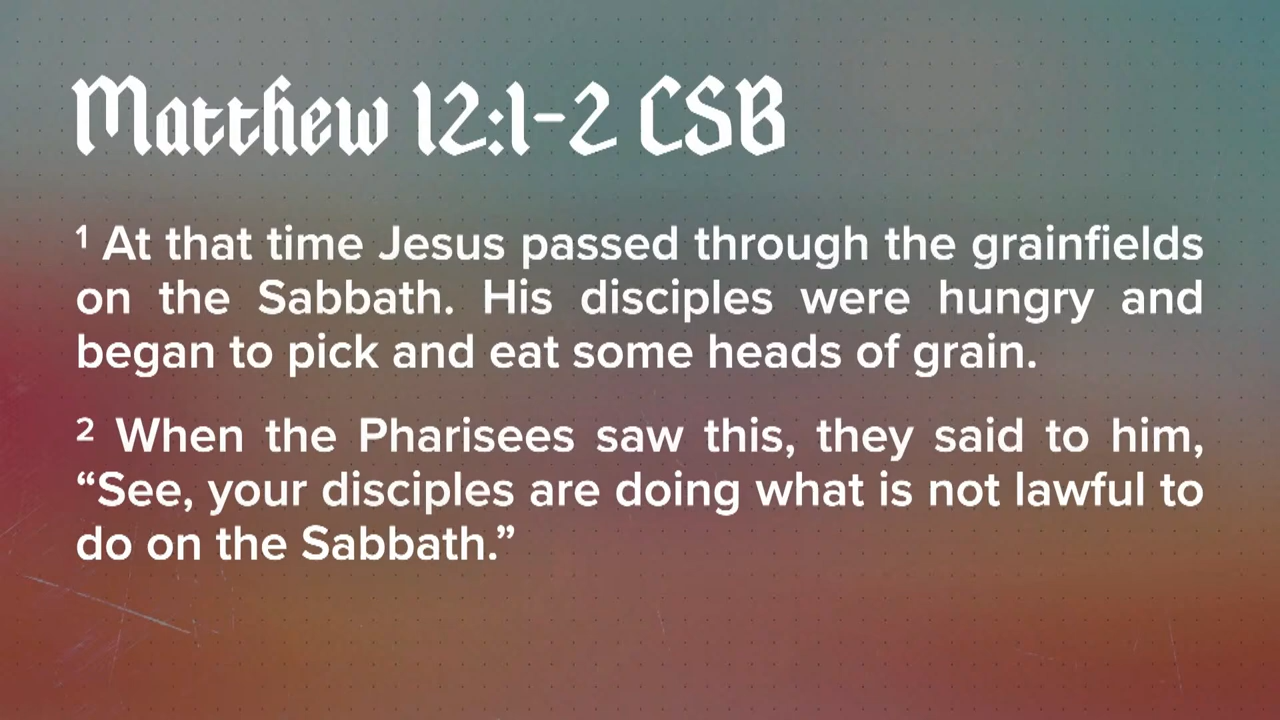 Matthew 12:1-2 CSB
¹ At that time Jesus passed through the grainfields
on the Sabbath. His disciples were hungry and
began to pick and eat some heads of grain.
² When the Pharisees saw this, they said to him,
“See, your disciples are doing what is not lawful to
do on the Sabbath.”